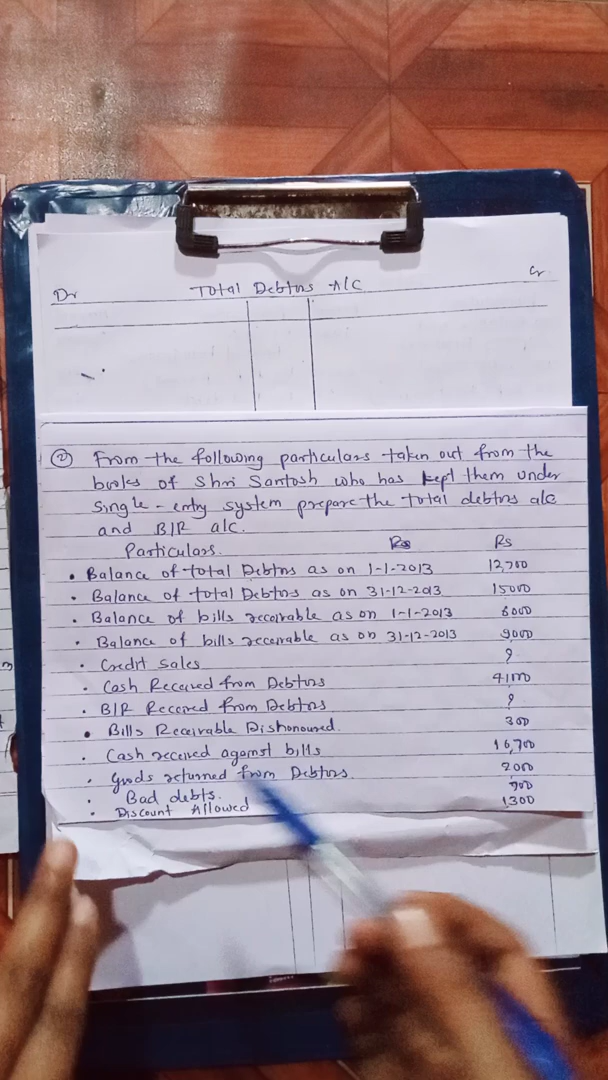 Dr Total Debtors A/C Cr
② From the following particulars taken out from the
books of Shri Santosh who has kept them under
single-entry system prepare the total debtors a/c
and B/R a/c.
Particulars. Rs Rs
• Balance of total Debtors as on 1-1-2013 12,700
• Balance of total Debtors as on 31-12-2013 15000
• Balance of bills receivable as on 1-1-2013
• Balance of bills receivable as on 31-12-2013 9000
• Credit sales ?
• Cash Received from Debtors
• B/R Received from Debtors ?
• Bills Receivable Dishonoured. 300
• Cash received against bills 16,700
• Goods returned from Debtors.
• Bad debts.
• Discount Allowed 1,300